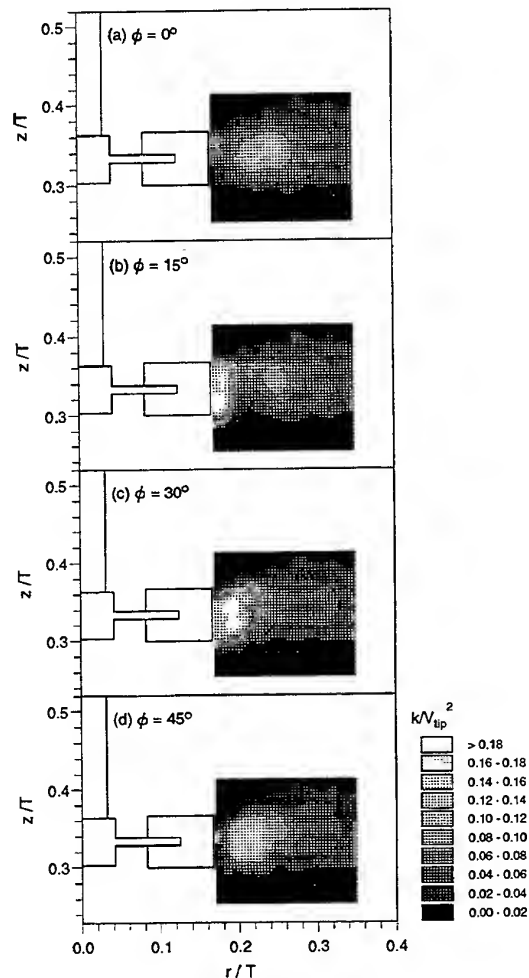 (a) ϕ = 0°
z/T
0.5
0.4
0.3
(b) ϕ = 15°
z/T
0.5
0.4
0.3
(c) ϕ = 30°
z/T
0.5
0.4
0.3
(d) ϕ = 45°
z/T
0.5
0.4
0.3
0.0 0.1 0.2 0.3 0.4
r / T
k/V_tip^2
> 0.18
0.16 - 0.18
0.14 - 0.16
0.12 - 0.14
0.10 - 0.12
0.08 - 0.10
0.06 - 0.08
0.04 - 0.06
0.02 - 0.04
0.00 - 0.02